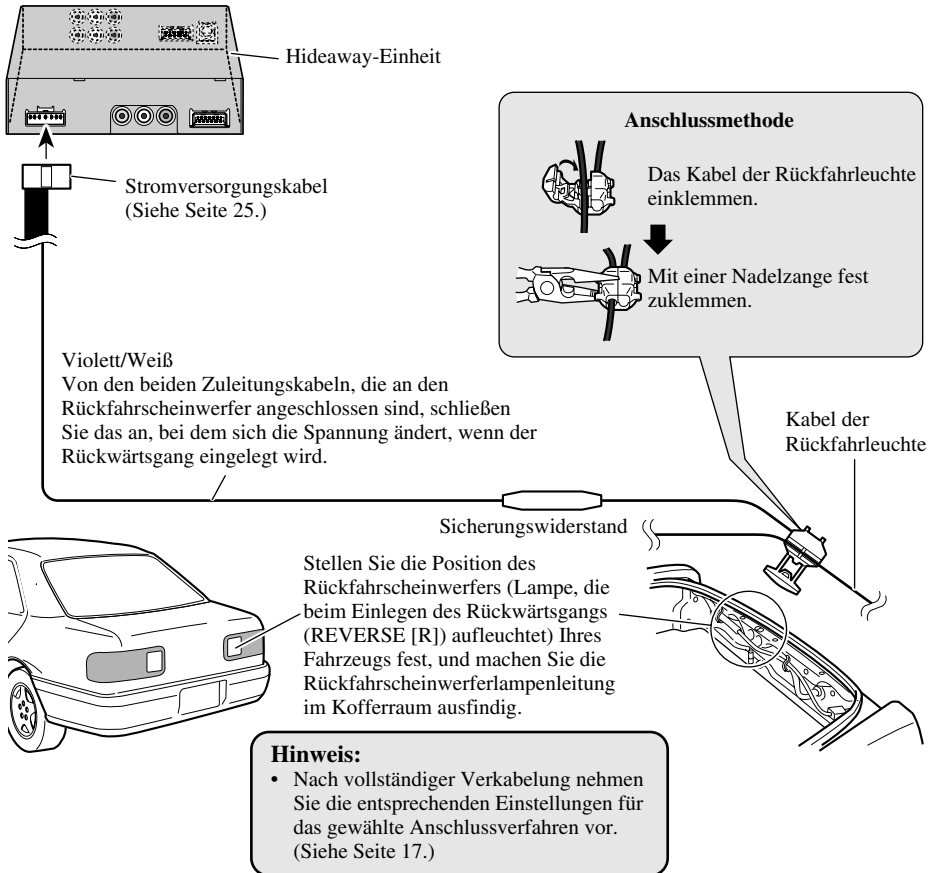 Hideaway-Einheit
Stromversorgungskabel
(Siehe Seite 25.)
Anschlussmethode
Das Kabel der Rückfahrleuchte
einklemmen.
Mit einer Nadelzange fest
zuklemmen.
Violett/Weiß
Von den beiden Zuleitungskabeln, die an den
Rückfahrscheinwerfer angeschlossen sind, schließen
Sie das an, bei dem sich die Spannung ändert, wenn der
Rückwärtsgang eingelegt wird.
Kabel der
Rückfahrleuchte
Sicherungswiderstand
Stellen Sie die Position des
Rückfahrscheinwerfers (Lampe, die
beim Einlegen des Rückwärtsgangs
(REVERSE [R]) aufleuchtet) Ihres
Fahrzeugs fest, und machen Sie die
Rückfahrscheinwerferlampenleitung
im Kofferraum ausfindig.
Hinweis:
• Nach vollständiger Verkabelung nehmen
Sie die entsprechenden Einstellungen für
das gewählte Anschlussverfahren vor.
(Siehe Seite 17.)